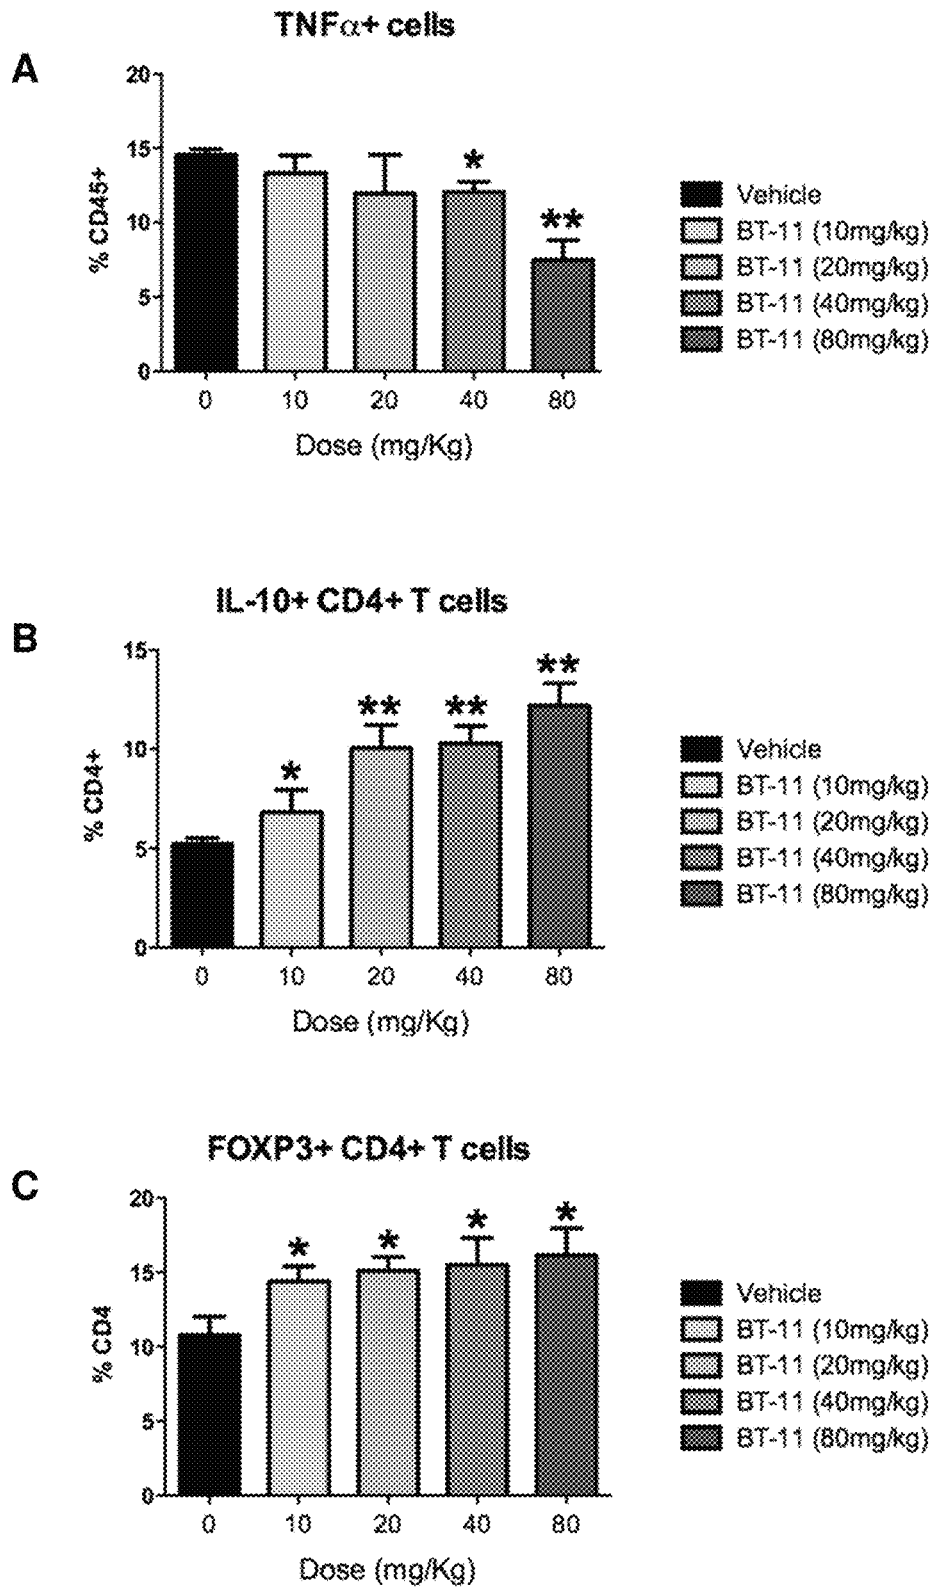 TNFα+ cells
A
20
15
10
5
0
% CD45+
*
**
0 10 20 40 80
Dose (mg/Kg)
Vehicle
BT-11 (10mg/kg)
BT-11 (20mg/kg)
BT-11 (40mg/kg)
BT-11 (80mg/kg)
IL-10+ CD4+ T cells
B
15
10
5
0
% CD4+
*
**
**
**
0 10 20 40 80
Dose (mg/Kg)
Vehicle
BT-11 (10mg/kg)
BT-11 (20mg/kg)
BT-11 (40mg/kg)
BT-11 (80mg/kg)
FOXP3+ CD4+ T cells
C
20
15
10
5
0
% CD4
*
*
*
*
0 10 20 40 80
Dose (mg/Kg)
Vehicle
BT-11 (10mg/kg)
BT-11 (20mg/kg)
BT-11 (40mg/kg)
BT-11 (80mg/kg)